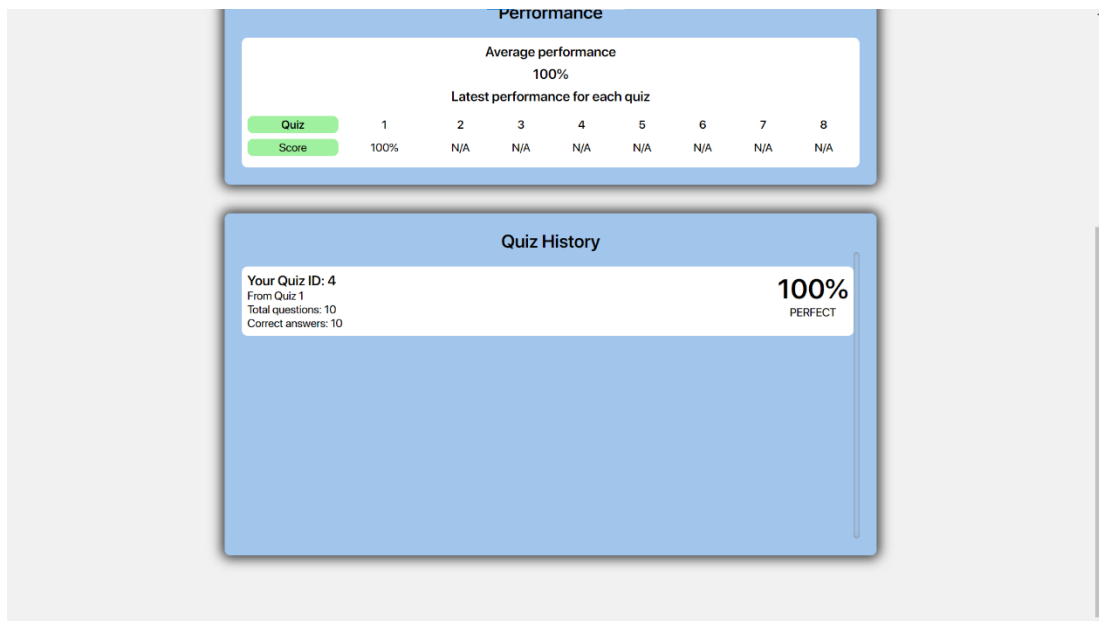 Performance
Average performance
100%
Latest performance for each quiz
Quiz 1 2 3 4 5 6 7 8
Score 100% N/A N/A N/A N/A N/A N/A N/A
Quiz History
Your Quiz ID: 4
From Quiz 1
Total questions: 10
Correct answers: 10
100%
PERFECT